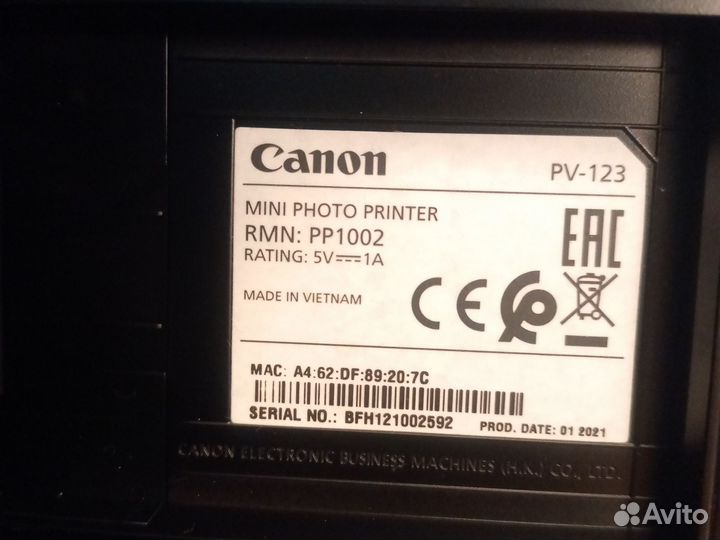 Canon
PV-123
MINI PHOTO PRINTER
RMN: PP1002
RATING: 5V⎓1A
EAC
MADE IN VIETNAM
CE
MAC: A4:62:DF:89:20:7C
SERIAL NO.: BFH121002592
PROD. DATE: 01 2021
CANON ELECTRONIC BUSINESS MACHINES (H.K.) CO., LTD.
Avito